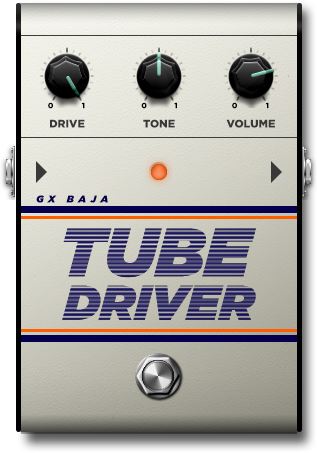 0 1 0 1 0 1
DRIVE TONE VOLUME
GX BAJA
TUBE
DRIVER